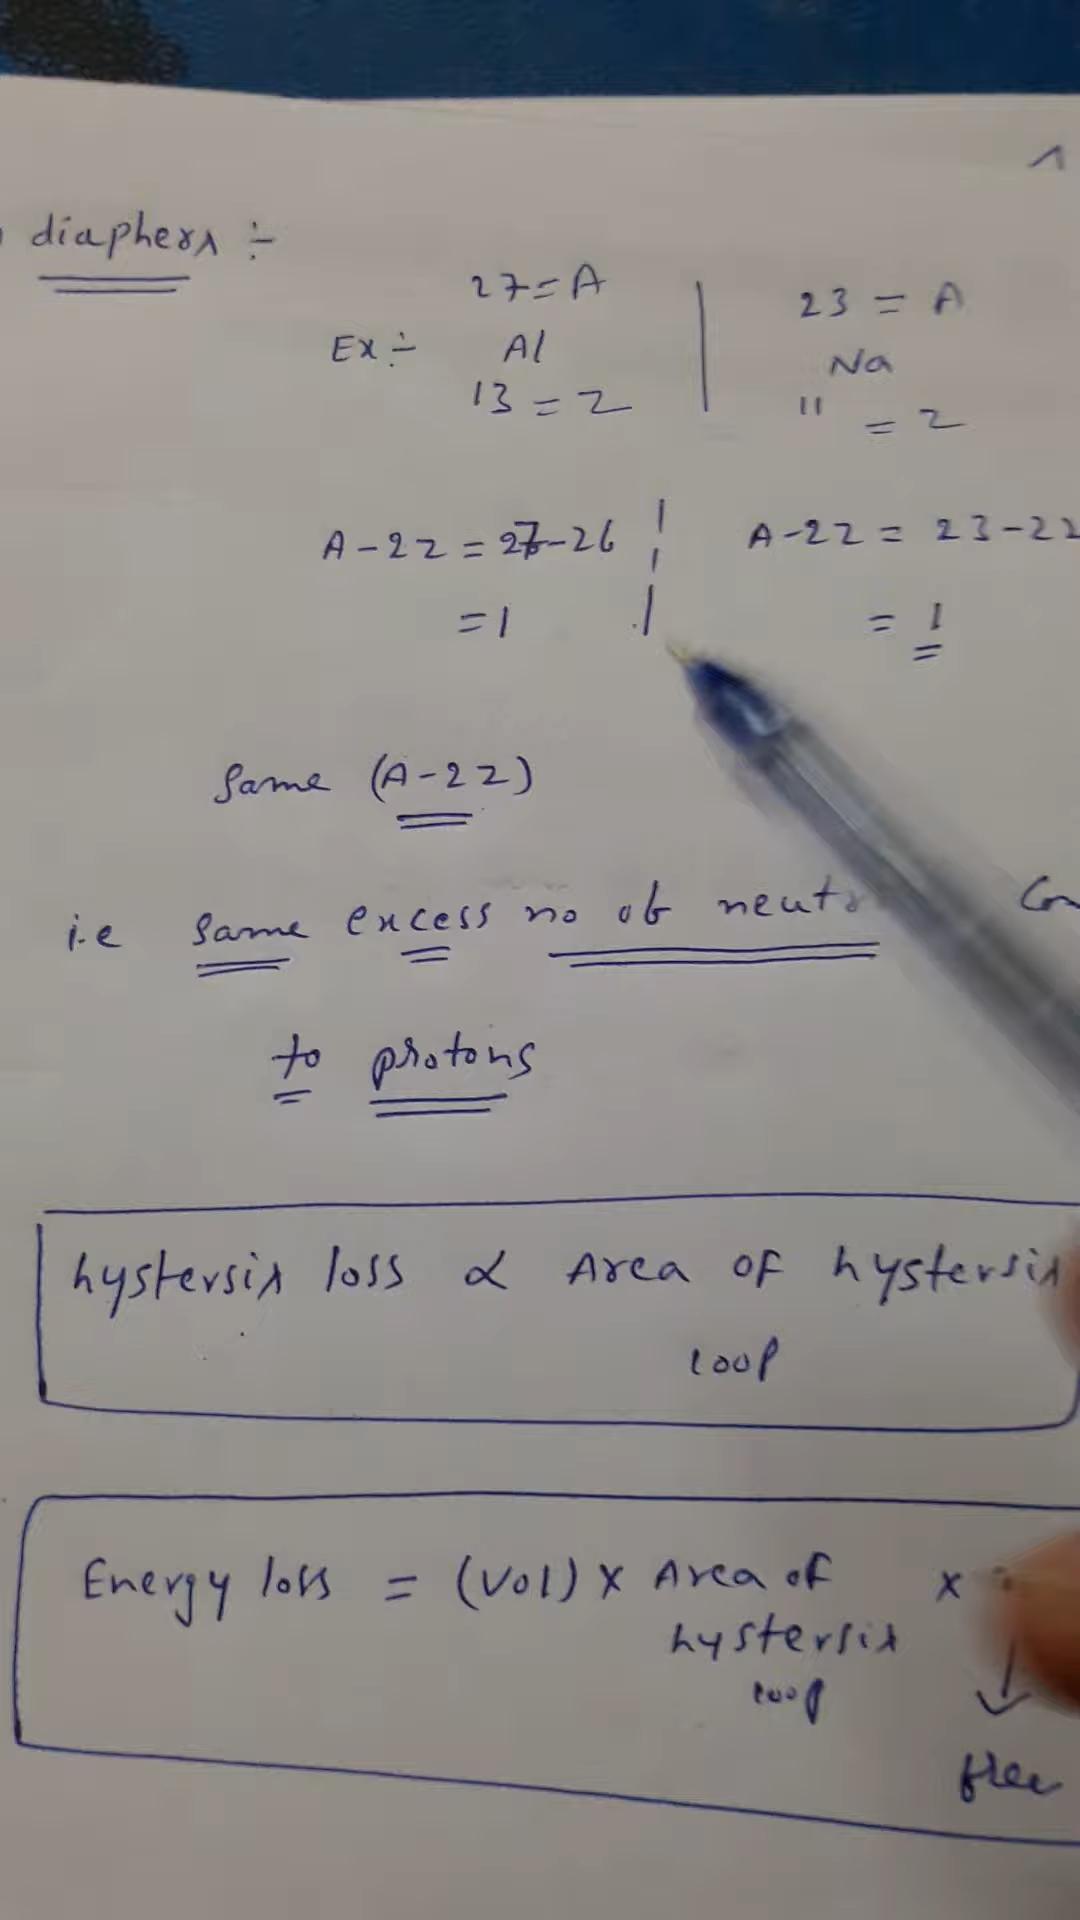 diaphers :-
27 = A | 23 = A
Ex :- Al Na
13 = Z 11 = Z
A - 2Z = 27-26 | A - 2Z = 23-22
= 1 | = 1
Same (A - 2Z)
i.e same excess no of
to protons
hystersis loss ∝ Area of hystersis
loop
Energy loss = (Vol) x Area of x
hystersis
loop
↓